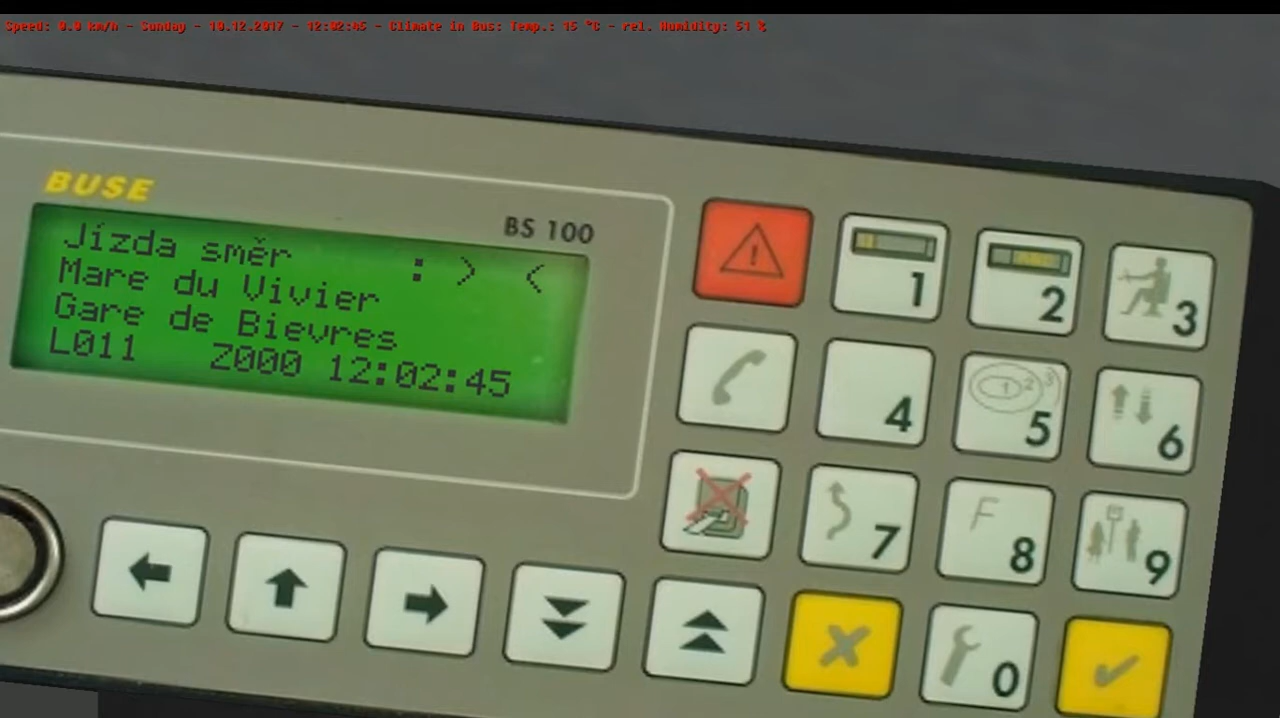 Speed: 0.0 km/h - Sunday - 10.12.2017 - 12:02:45 - Climate in Bus: Temp.: 15 °C - rel. Humidity: 51 %
BUSE
BS 100
Jízda směr : > <
Mare du Vivier
Gare de Bievres
L011 Z000 12:02:45
1
2
3
4
5
6
7
F 8
9
0